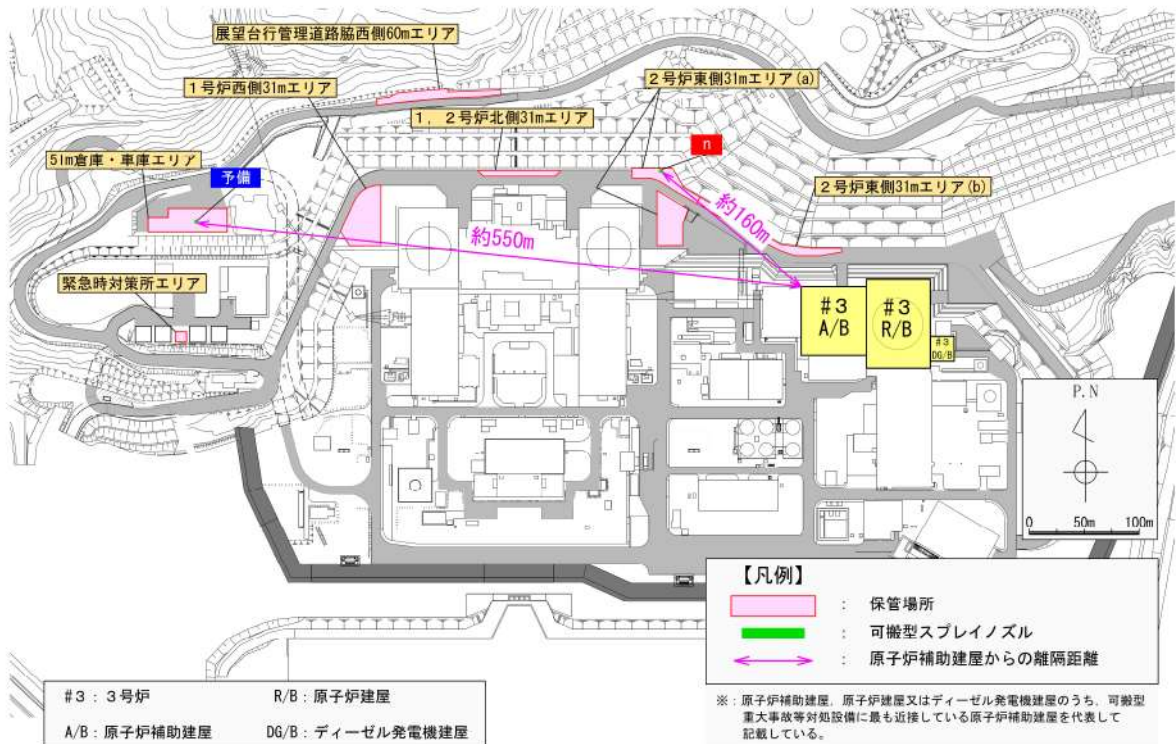 展望台行管理道路脇西側60mエリア
1号炉西側31mエリア
2号炉東側31mエリア(a)
1，2号炉北側31mエリア
n
51m倉庫・車庫エリア
予備
2号炉東側31mエリア(b)
約160m
約550m
緊急時対策所エリア
#3
A/B
#3
R/B
#3
DG/B
P.N
0 50m 100m
【凡例】
： 保管場所
： 可搬型スプレイノズル
： 原子炉補助建屋からの離隔距離
#3：3号炉 R/B：原子炉建屋
A/B：原子炉補助建屋 DG/B：ディーゼル発電機建屋
※：原子炉補助建屋，原子炉建屋又はディーゼル発電機建屋のうち，可搬型
重大事故等対処設備に最も近接している原子炉補助建屋を代表して
記載している。